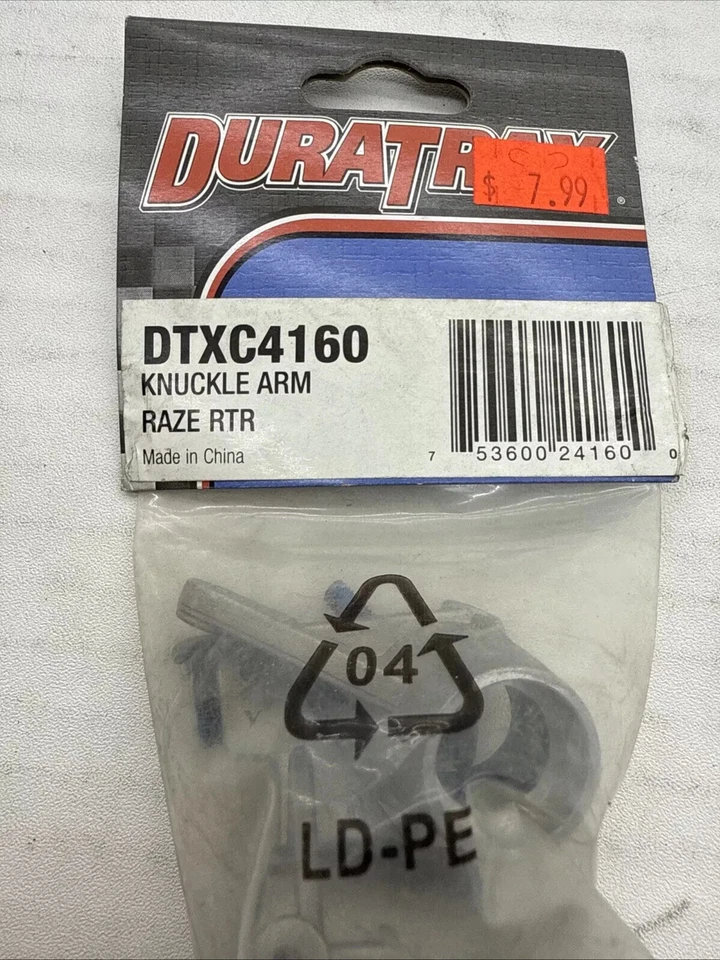 DURATRAX
$ 7.99
®
DTXC4160
KNUCKLE ARM
RAZE RTR
Made in China
7 53600 24160 0
04
LD-PE